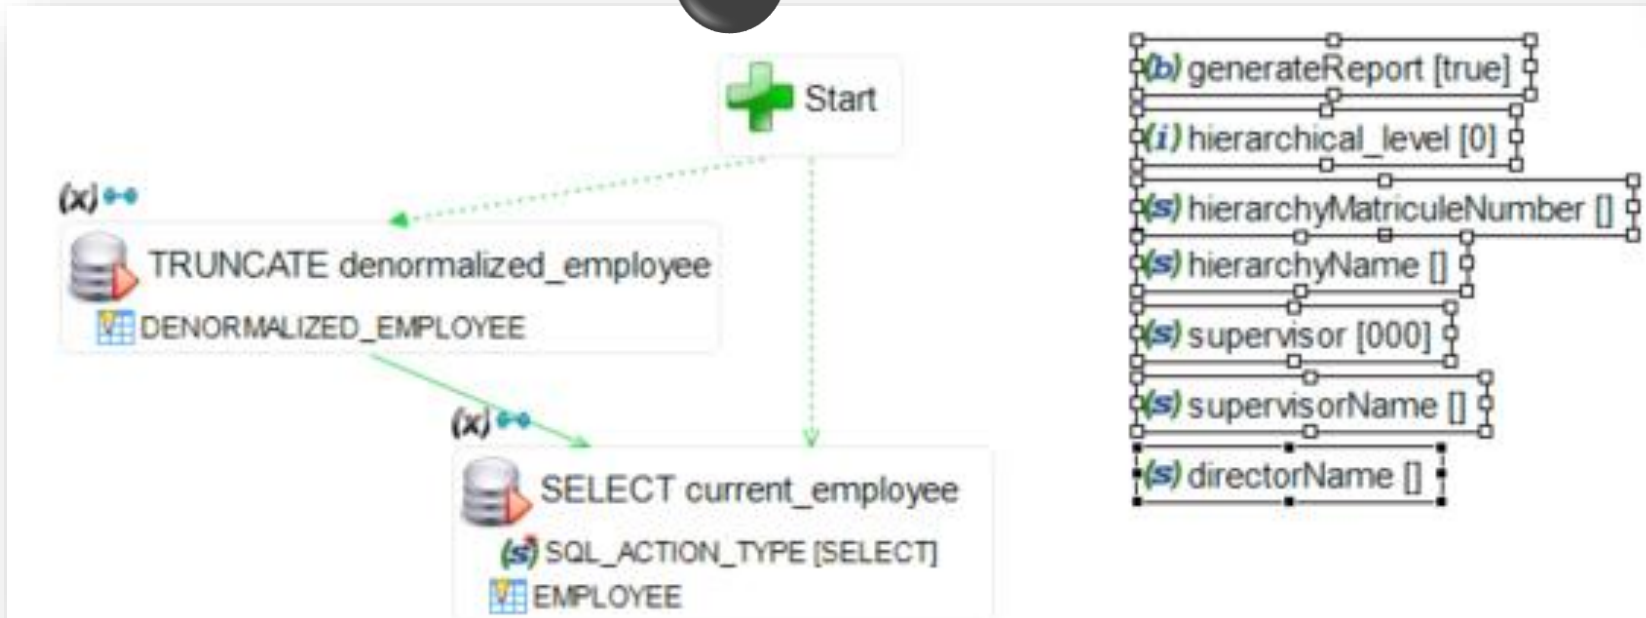 Start
(x)
TRUNCATE denormalized_employee
DENORMALIZED_EMPLOYEE
(x)
SELECT current_employee
(s) SQL_ACTION_TYPE [SELECT]
EMPLOYEE
(b) generateReport [true]
(i) hierarchical_level [0]
(s) hierarchyMatriculeNumber []
(s) hierarchyName []
(s) supervisor [000]
(s) supervisorName []
(s) directorName []